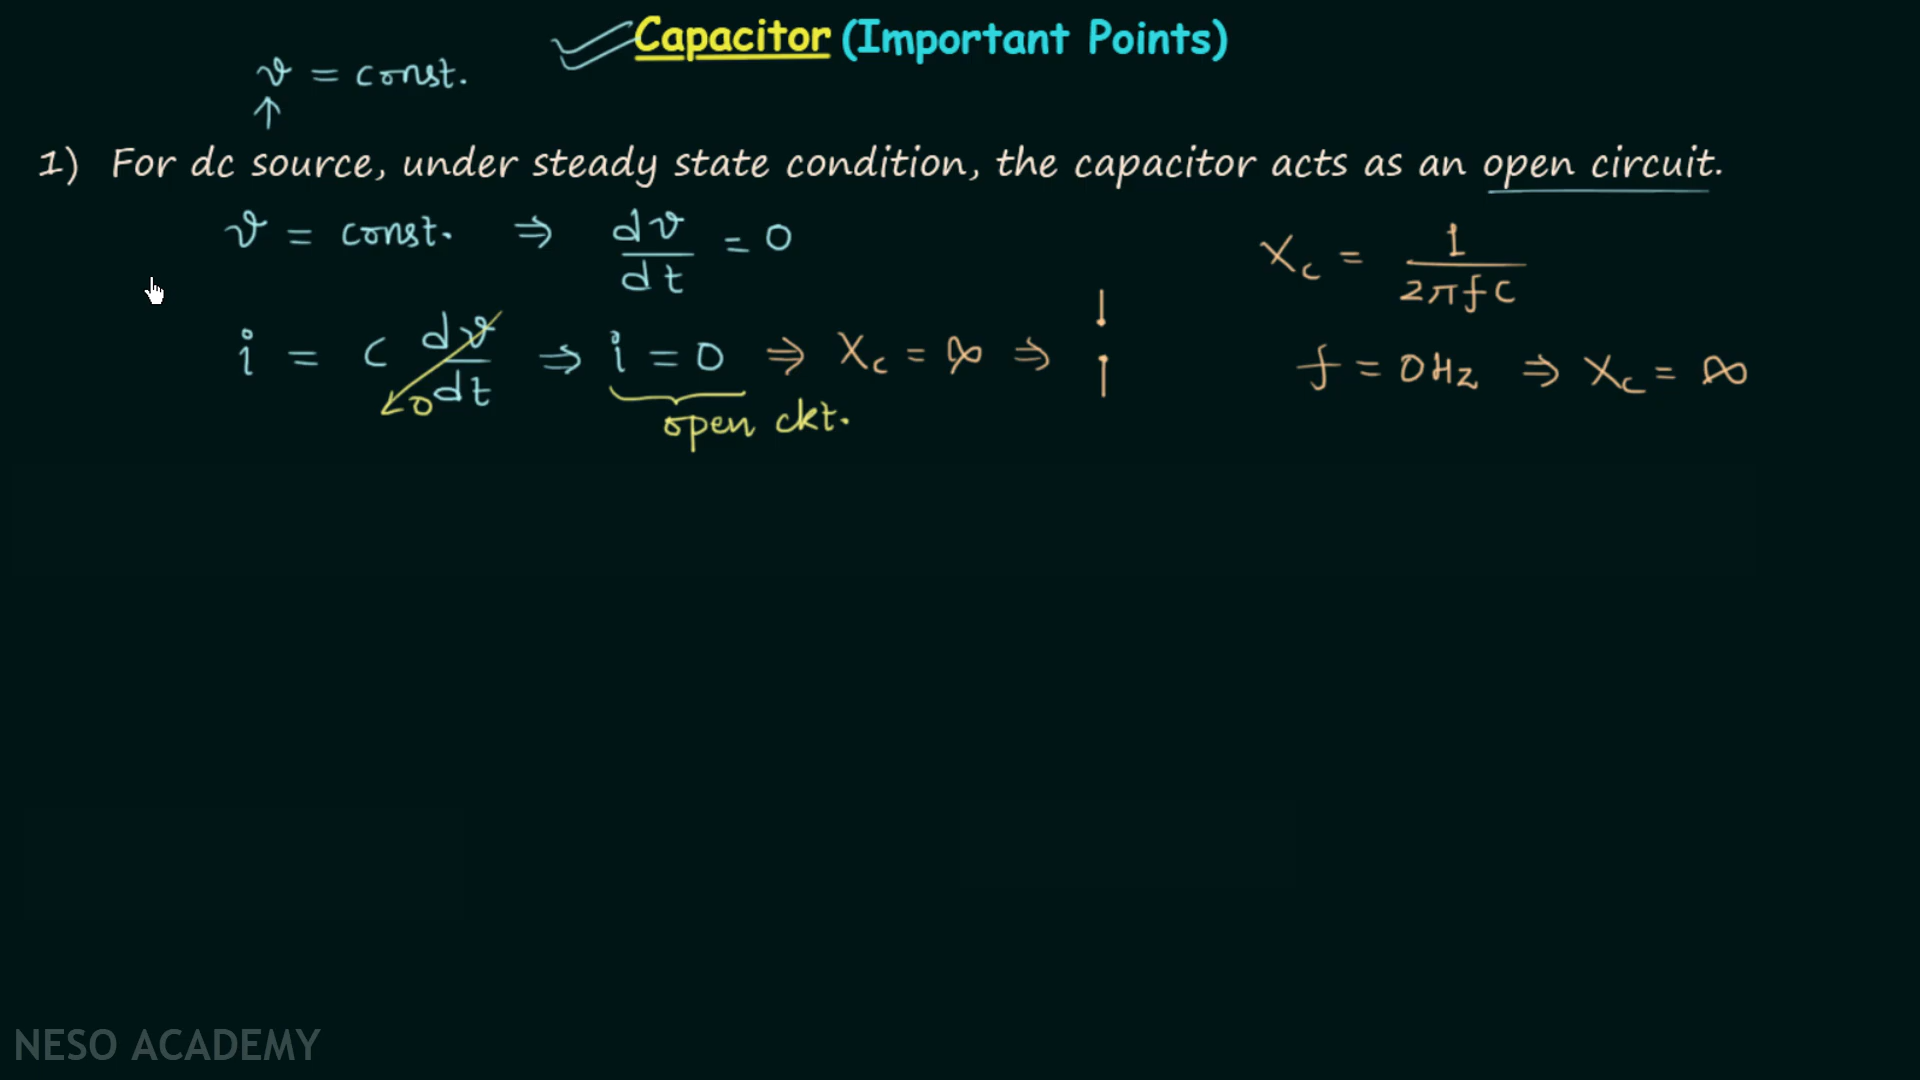 Capacitor (Important Points)
v = const.
↑
1) For dc source, under steady state condition, the capacitor acts as an open circuit.
v = const. ⇒ dv/dt = 0
Xc = 1/2πfC
i = C dv/dt ⇒ i = 0 ⇒ Xc = ∞ ⇒
0
f = 0Hz ⇒ Xc = ∞
open ckt.
NESO ACADEMY